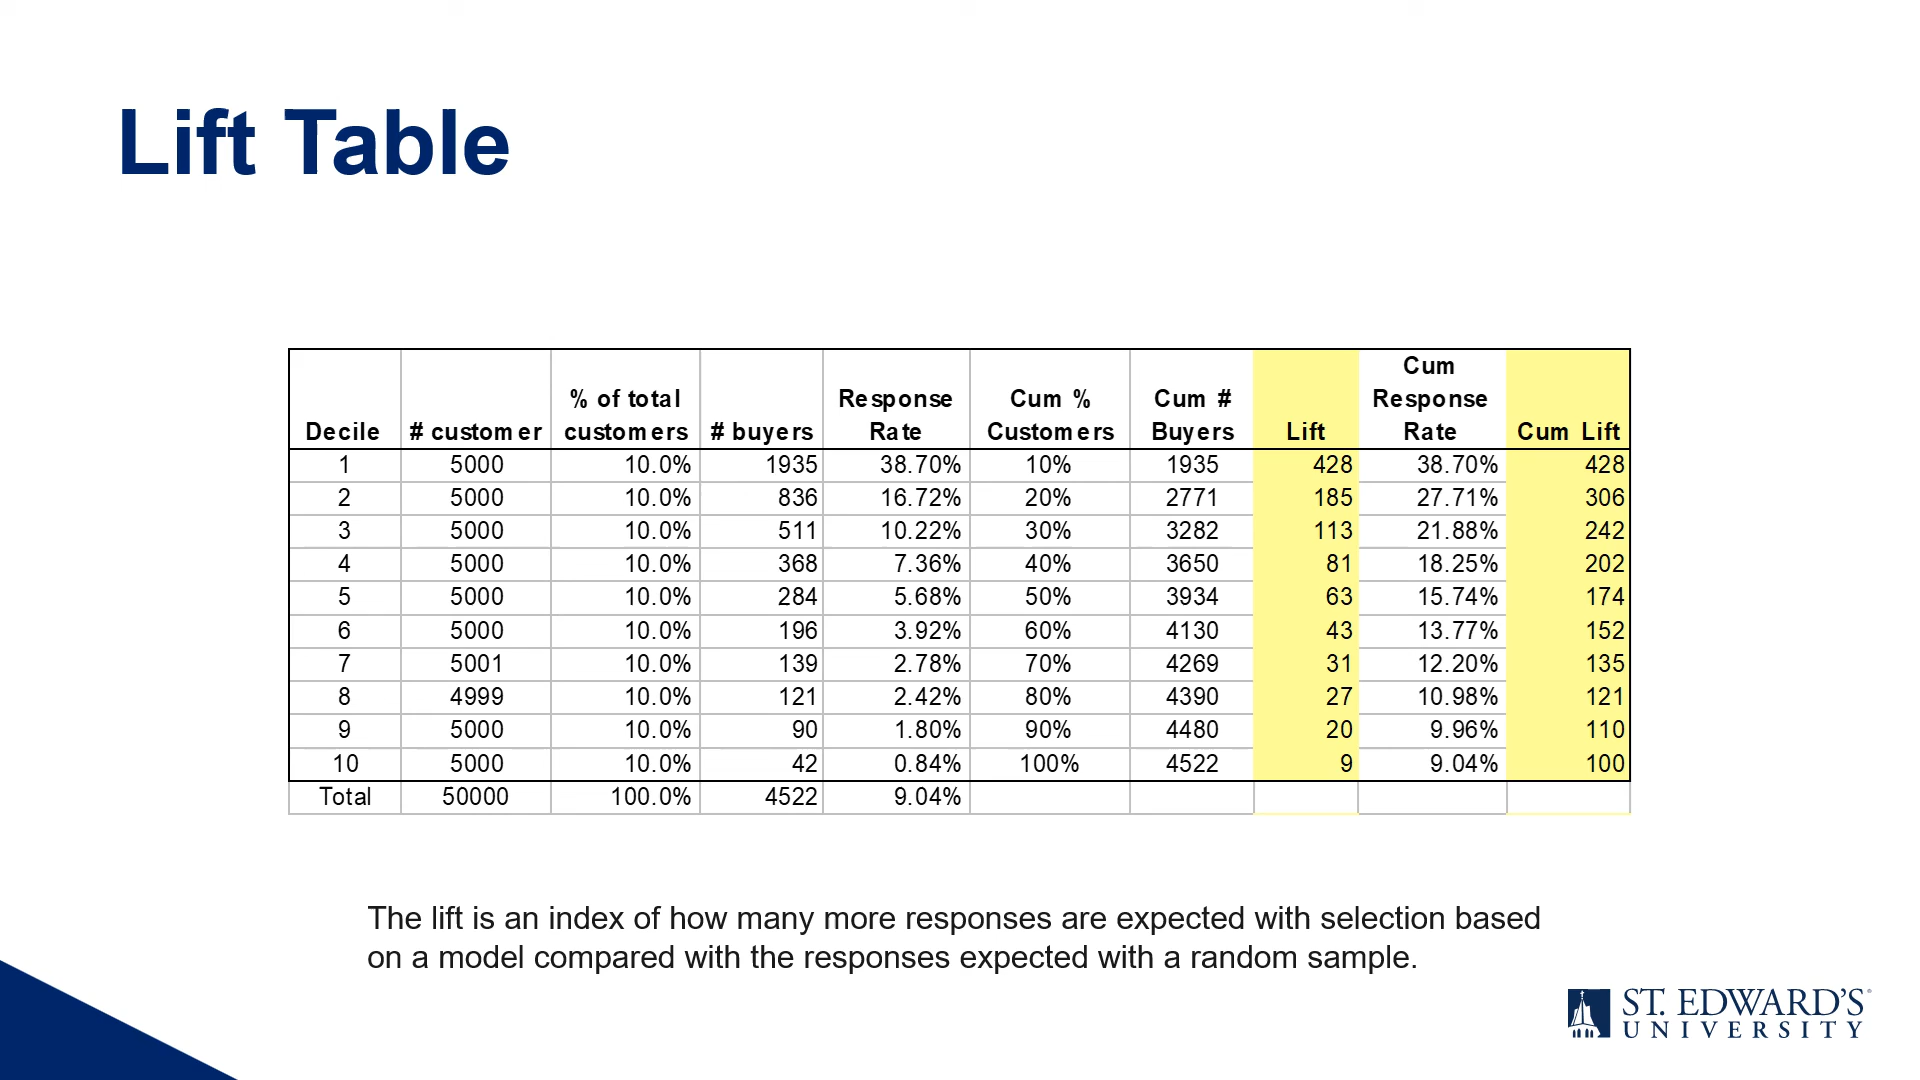 Lift Table
Decile # customer % of total customers # buyers Response Rate Cum % Customers Cum # Buyers Lift Cum Response Rate Cum Lift
1 5000 10.0% 1935 38.70% 10% 1935 428 38.70% 428
2 5000 10.0% 836 16.72% 20% 2771 185 27.71% 306
3 5000 10.0% 511 10.22% 30% 3282 113 21.88% 242
4 5000 10.0% 368 7.36% 40% 3650 81 18.25% 202
5 5000 10.0% 284 5.68% 50% 3934 63 15.74% 174
6 5000 10.0% 196 3.92% 60% 4130 43 13.77% 152
7 5001 10.0% 139 2.78% 70% 4269 31 12.20% 135
8 4999 10.0% 121 2.42% 80% 4390 27 10.98% 121
9 5000 10.0% 90 1.80% 90% 4480 20 9.96% 110
10 5000 10.0% 42 0.84% 100% 4522 9 9.04% 100
Total 50000 100.0% 4522 9.04%
The lift is an index of how many more responses are expected with selection based
on a model compared with the responses expected with a random sample.
ST. EDWARD'S
UNIVERSITY